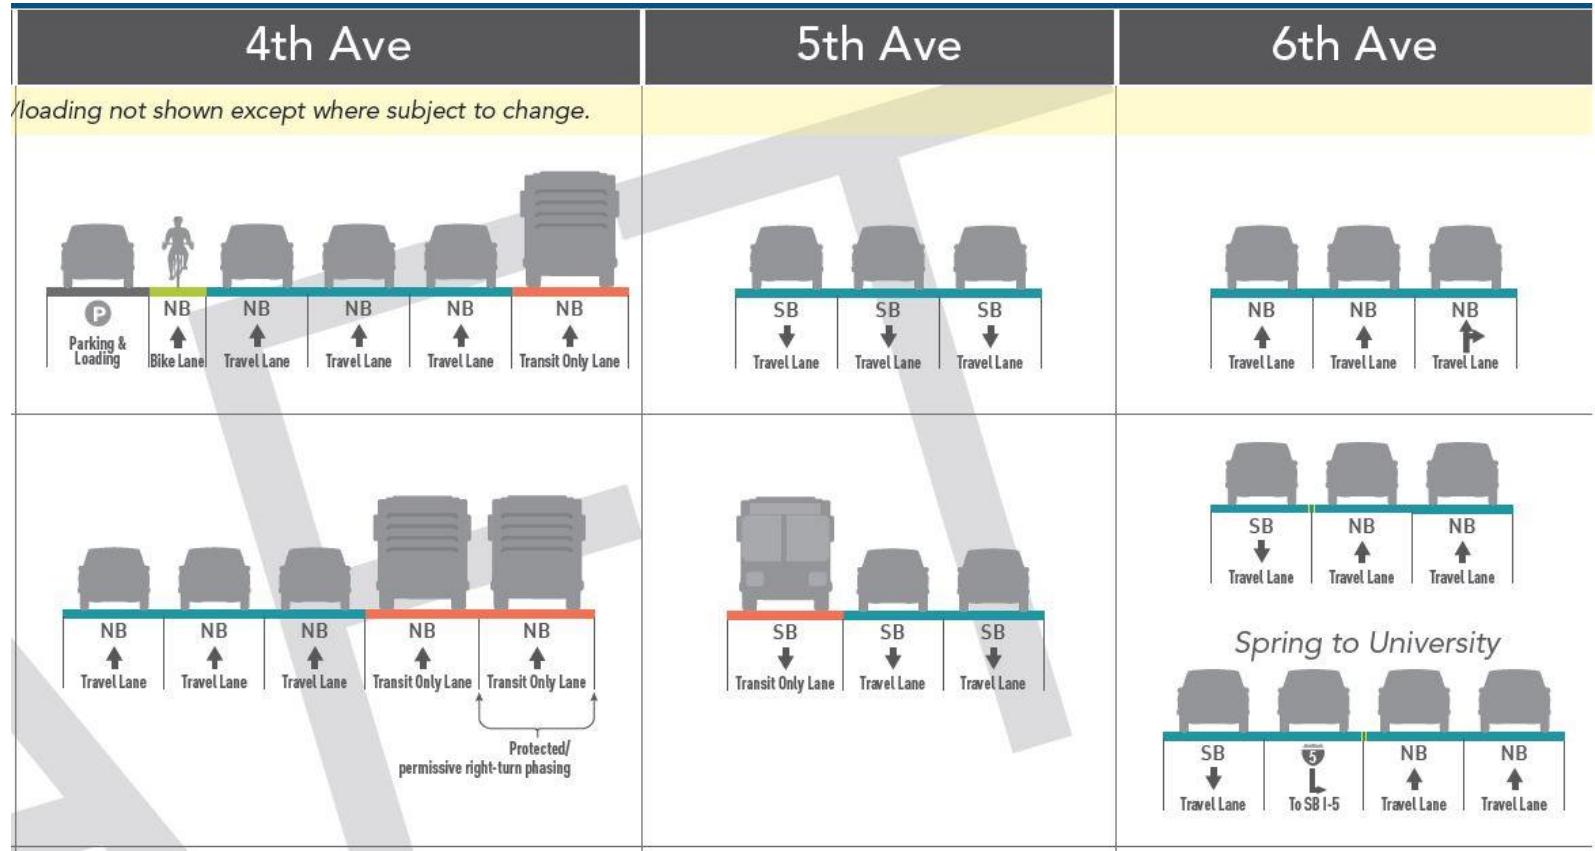 4th Ave
5th Ave
6th Ave
/loading not shown except where subject to change.
P
Parking &
Loading
NB
Bike Lane
NB
Travel Lane
NB
Travel Lane
NB
Travel Lane
NB
Transit Only Lane
SB
Travel Lane
SB
Travel Lane
SB
Travel Lane
NB
Travel Lane
NB
Travel Lane
NB
Travel Lane
NB
Travel Lane
NB
Travel Lane
NB
Travel Lane
NB
Transit Only Lane
NB
Transit Only Lane
Protected/
permissive right-turn phasing
SB
Transit Only Lane
SB
Travel Lane
SB
Travel Lane
SB
Travel Lane
NB
Travel Lane
NB
Travel Lane
Spring to University
SB
Travel Lane
5
To SB I-5
NB
Travel Lane
NB
Travel Lane